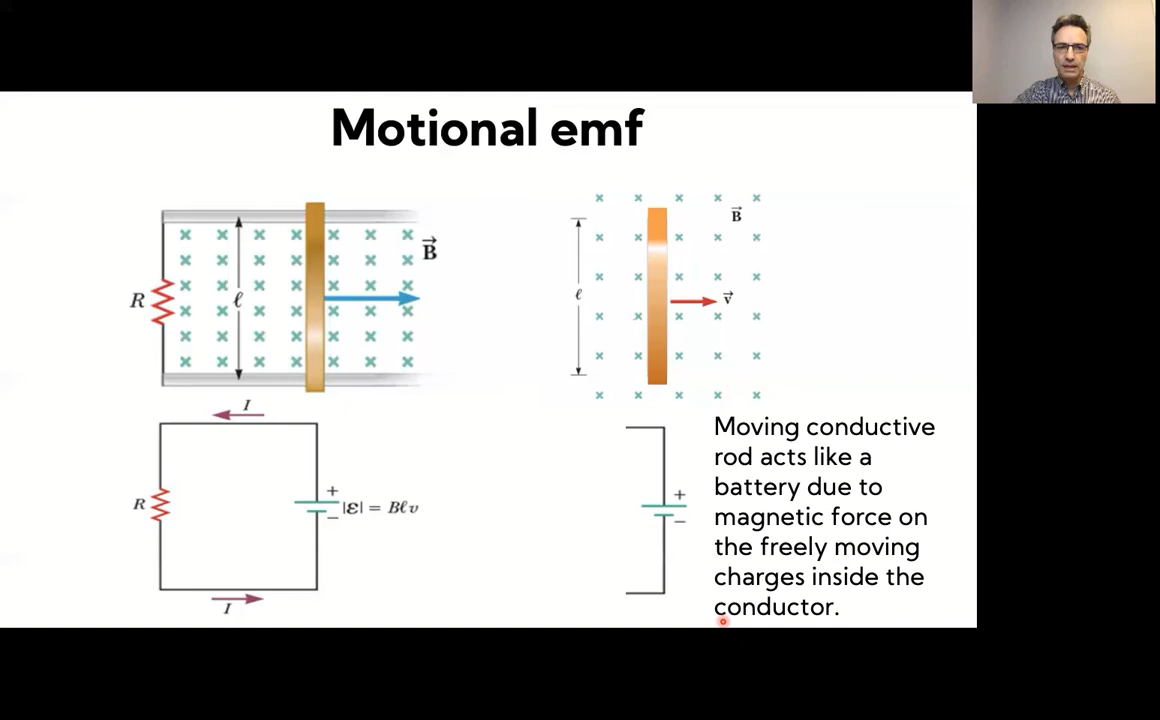 Motional emf
B
R
ℓ
I
R
+
|ε| = Bℓv
−
I
B
ℓ
v
+
−
Moving conductive
rod acts like a
battery due to
magnetic force on
the freely moving
charges inside the
conductor.